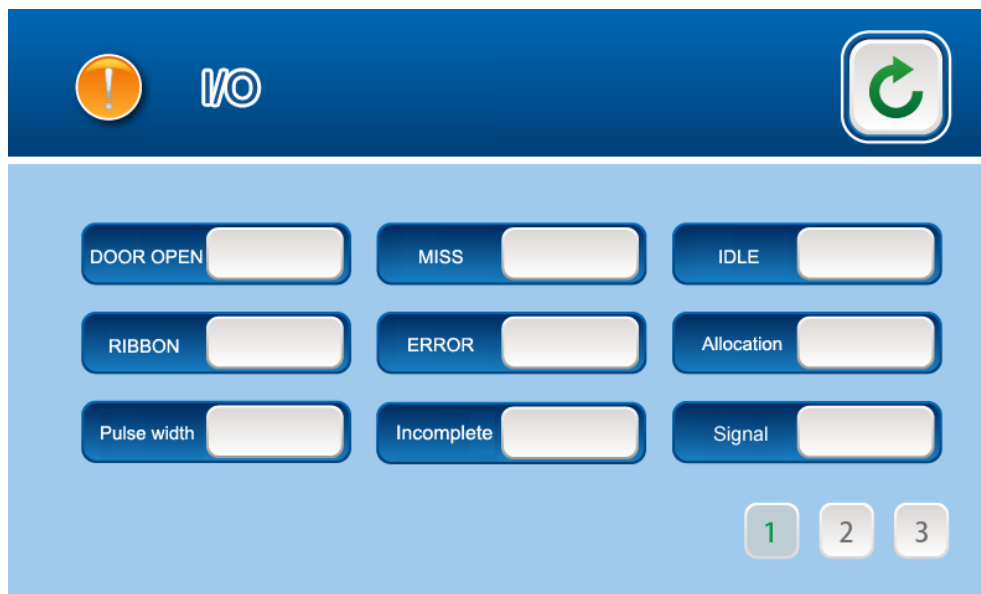 I/O
DOOR OPEN MISS IDLE
RIBBON ERROR Allocation
Pulse width Incomplete Signal
1 2 3